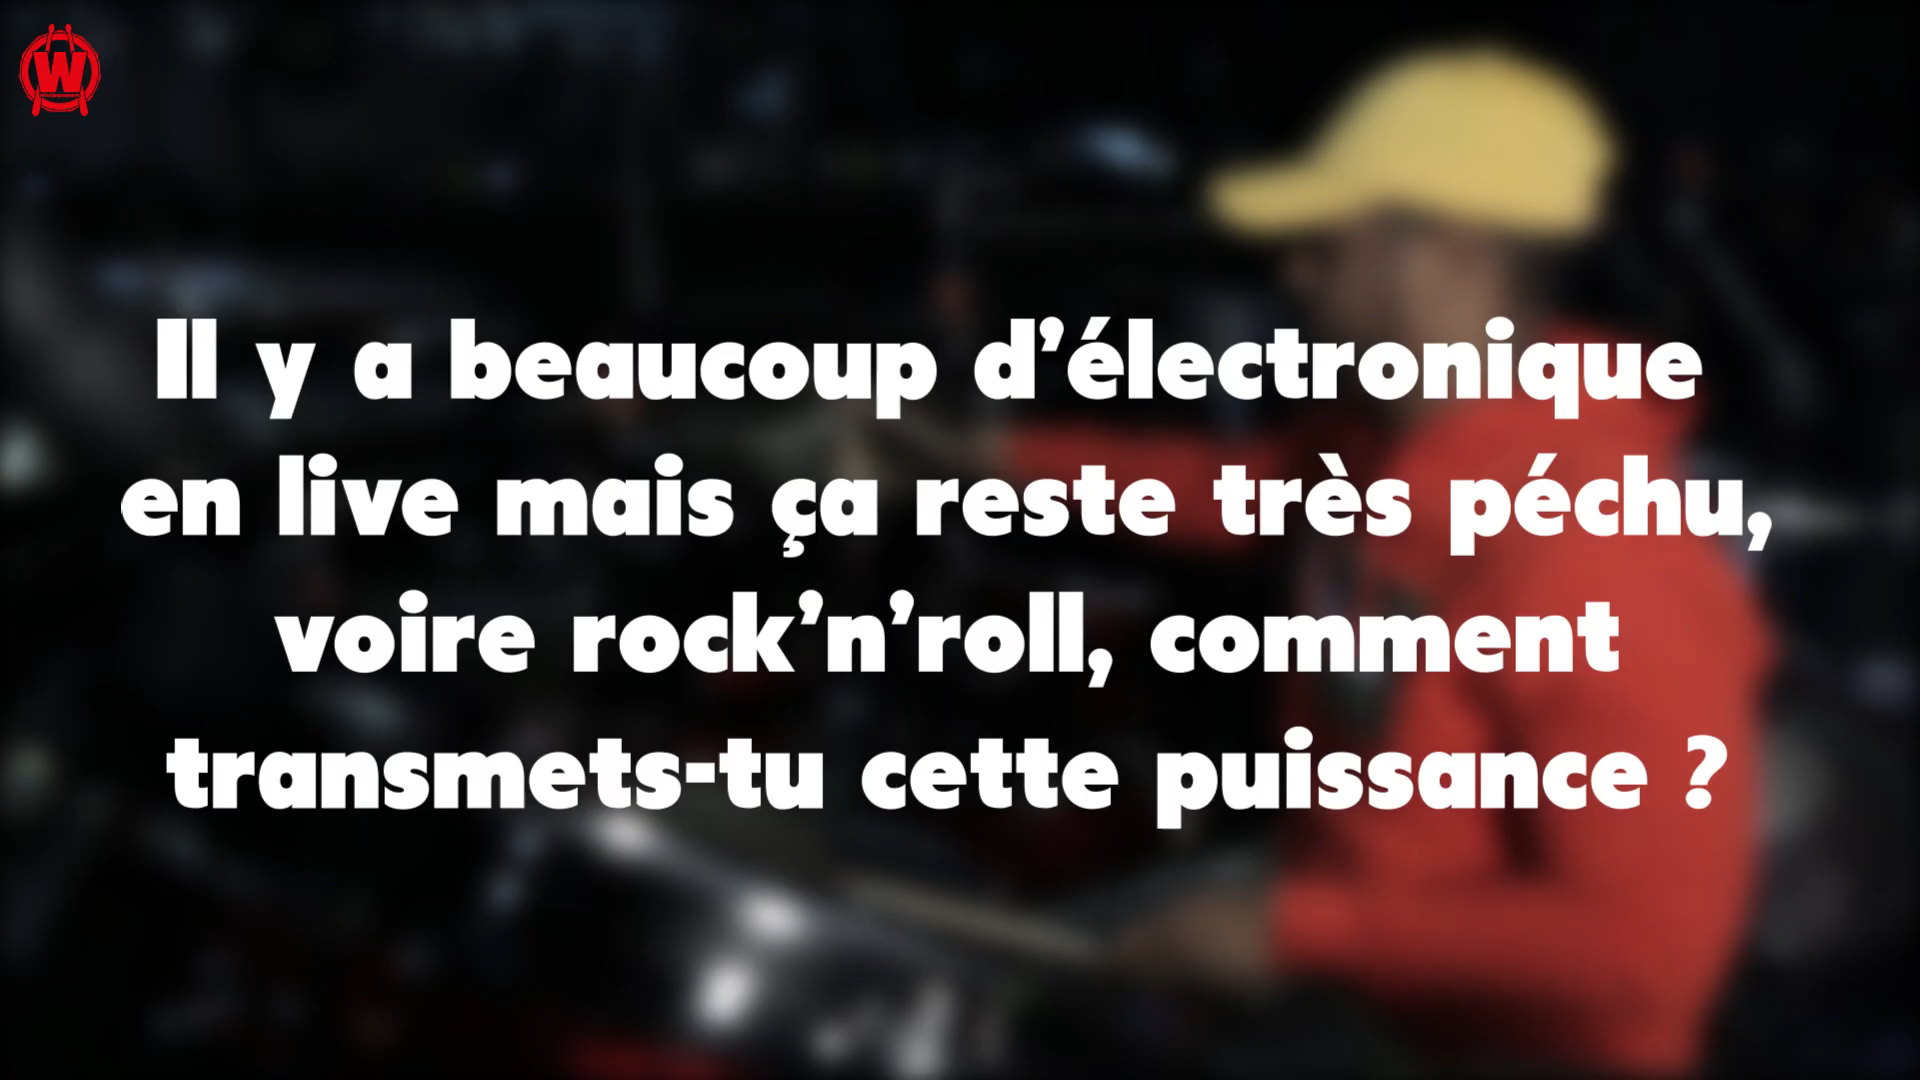 W
Il y a beaucoup d’électronique
en live mais ça reste très péchu,
voire rock’n’roll, comment
transmets-tu cette puissance ?